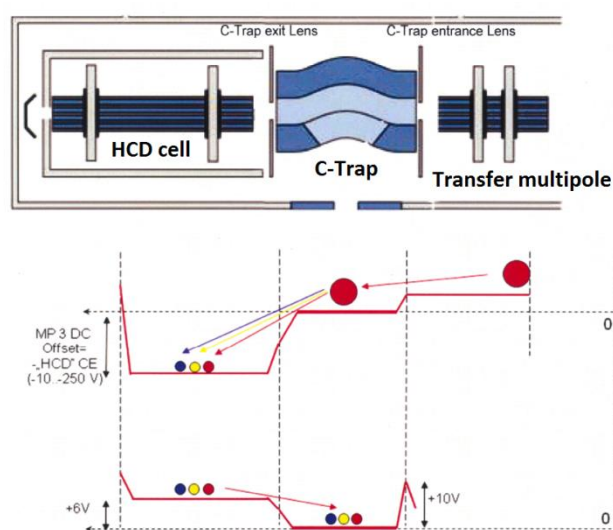 C-Trap exit Lens
C-Trap entrance Lens
HCD cell
C-Trap
Transfer multipole
0
MP 3 DC
Offset=
-„HCD“ CE
(-10..-250 V)
+6V
+10V
0